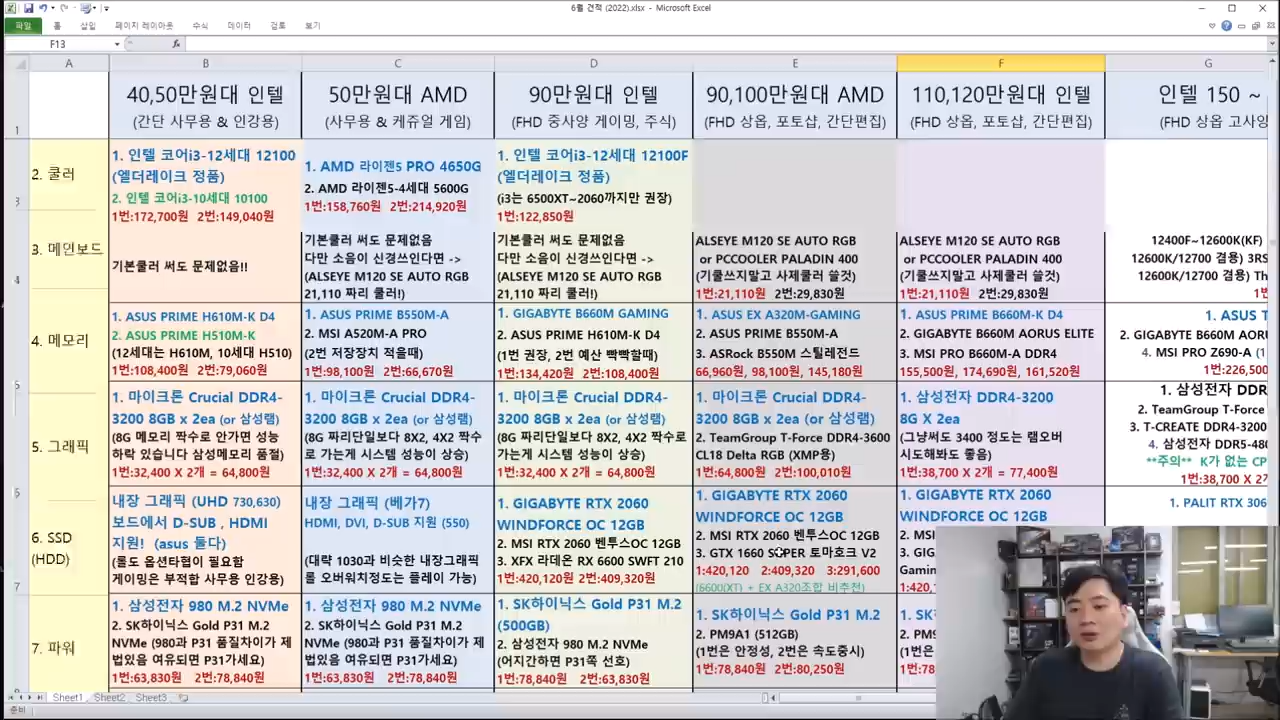 6월 견적 (2022).xlsx - Microsoft Excel
파일 홈 삽입 페이지 레이아웃 수식 데이터 검토 보기
F13 fx
A B C D E F G
1
40,50만원대 인텔
(간단 사무용 & 인강용)
50만원대 AMD
(사무용 & 케쥬얼 게임)
90만원대 인텔
(FHD 중사양 게이밍, 주식)
90,100만원대 AMD
(FHD 상옵, 포토샵, 간단편집)
110,120만원대 인텔
(FHD 상옵, 포토샵, 간단편집)
인텔 150 ~
(FHD 상옵 고사양
2. 쿨러
3
1. 인텔 코어i3-12세대 12100
(엘더레이크 정품)
2. 인텔 코어i3-10세대 10100
1번:172,700원 2번:149,040원
1. AMD 라이젠5 PRO 4650G
2. AMD 라이젠5-4세대 5600G
1번:158,760원 2번:214,920원
1. 인텔 코어i3-12세대 12100F
(엘더레이크 정품)
(i3는 6500XT~2060까지만 권장)
1번:122,850원
3. 메인보드
4
기본쿨러 써도 문제없음!!
기본쿨러 써도 문제없음
다만 소음이 신경쓰인다면 ->
(ALSEYE M120 SE AUTO RGB
21,110 짜리 쿨러!)
기본쿨러 써도 문제없음
다만 소음이 신경쓰인다면 ->
(ALSEYE M120 SE AUTO RGB
21,110 짜리 쿨러!)
ALSEYE M120 SE AUTO RGB
or PCCOOLER PALADIN 400
(기쿨쓰지말고 사제쿨러 쓸것)
1번:21,110원 2번:29,830원
ALSEYE M120 SE AUTO RGB
or PCCOOLER PALADIN 400
(기쿨쓰지말고 사제쿨러 쓸것)
1번:21,110원 2번:29,830원
12400F~12600K(KF)
12600K/12700 겸용) 3RS
12600K/12700 겸용) Th
1번
4. 메모리
5
1. ASUS PRIME H610M-K D4
2. ASUS PRIME H510M-K
(12세대는 H610M, 10세대 H510)
1번:108,400원 2번:79,060원
1. ASUS PRIME B550M-A
2. MSI A520M-A PRO
(2번 저장장치 적을때)
1번:98,100원 2번:66,670원
1. GIGABYTE B660M GAMING
2. ASUS PRIME H610M-K D4
(1번 권장, 2번 예산 빡빡할때)
1번:134,420원 2번:108,400원
1. ASUS EX A320M-GAMING
2. ASUS PRIME B550M-A
3. ASRock B550M 스틸레전드
66,960원, 98,100원, 145,180원
1. ASUS PRIME B660M-K D4
2. GIGABYTE B660M AORUS ELITE
3. MSI PRO B660M-A DDR4
155,500원, 174,690원, 161,520원
1. ASUS T
2. GIGABYTE B660M AOR
4. MSI PRO Z690-A (1
1번:226,500
5. 그래픽
6
1. 마이크론 Crucial DDR4-
3200 8GB x 2ea (or 삼성램)
(8G 메모리 짝수로 안가면 성능
하락 있습니다 삼성메모리 품절)
1번:32,400 X 2개 = 64,800원
1. 마이크론 Crucial DDR4-
3200 8GB x 2ea (or 삼성램)
(8G 짜리단일보다 8X2, 4X2 짝수
로 가는게 시스템 성능이 상승)
1번:32,400 X 2개 = 64,800원
1. 마이크론 Crucial DDR4-
3200 8GB x 2ea (or 삼성램)
(8G 짜리단일보다 8X2, 4X2 짝수로
가는게 시스템 성능이 상승)
1번:32,400 X 2개 = 64,800원
1. 마이크론 Crucial DDR4-
3200 8GB x 2ea (or 삼성램)
2. TeamGroup T-Force DDR4-3600
CL18 Delta RGB (XMP용)
1번:64,800원 2번:100,010원
1. 삼성전자 DDR4-3200
8G X 2ea
(그냥써도 3400 정도는 램오버
시도해봐도 좋음)
1번:38,700 X 2개 = 77,400원
1. 삼성전자 DDR
2. TeamGroup T-Force
3. T-CREATE DDR4-3200
4. 삼성전자 DDR5-480
**주의** K가 없는 CP
1번:38,700 X 2개
6. SSD
(HDD)
7
내장 그래픽 (UHD 730,630)
보드에서 D-SUB , HDMI
지원! (asus 둘다)
(롤도 옵션타협이 필요함
게이밍은 부적합 사무용 인강용)
내장 그래픽 (베가7)
HDMI, DVI, D-SUB 지원 (550)
(대략 1030과 비슷한 내장그래픽
롤 오버워치정도는 플레이 가능)
1. GIGABYTE RTX 2060
WINDFORCE OC 12GB
2. MSI RTX 2060 벤투스OC 12GB
3. XFX 라데온 RX 6600 SWFT 210
1번:420,120원 2번:409,320원
1. GIGABYTE RTX 2060
WINDFORCE OC 12GB
2. MSI RTX 2060 벤투스OC 12GB
3. GTX 1660 SUPER 토마호크 V2
1:420,120 2:409,320 3:291,600
(6600(XT) + EX A320조합 비추천)
1. GIGABYTE RTX 2060
WINDFORCE OC 12GB
2. MSI
3. GIG
Gamin
1:420,
1. PALIT RTX 306
7. 파워
1. 삼성전자 980 M.2 NVMe
2. SK하이닉스 Gold P31 M.2
NVMe (980과 P31 품질차이가 제
법있음 여유되면 P31가세요)
1번:63,830원 2번:78,840원
1. 삼성전자 980 M.2 NVMe
2. SK하이닉스 Gold P31 M.2
NVMe (980과 P31 품질차이가 제
법있음 여유되면 P31가세요)
1번:63,830원 2번:78,840원
1. SK하이닉스 Gold P31 M.2
(500GB)
2. 삼성전자 980 M.2 NVMe
(어지간하면 P31쪽 선호)
1번:78,840원 2번:63,830원
1. SK하이닉스 Gold P31 M.2
2. PM9A1 (512GB)
(1번은 안정성, 2번은 속도중시)
1번:78,840원 2번:80,250원
1. SK하
2. PM9
(1번은
1번:78
Sheet1 Sheet2 Sheet3
준비